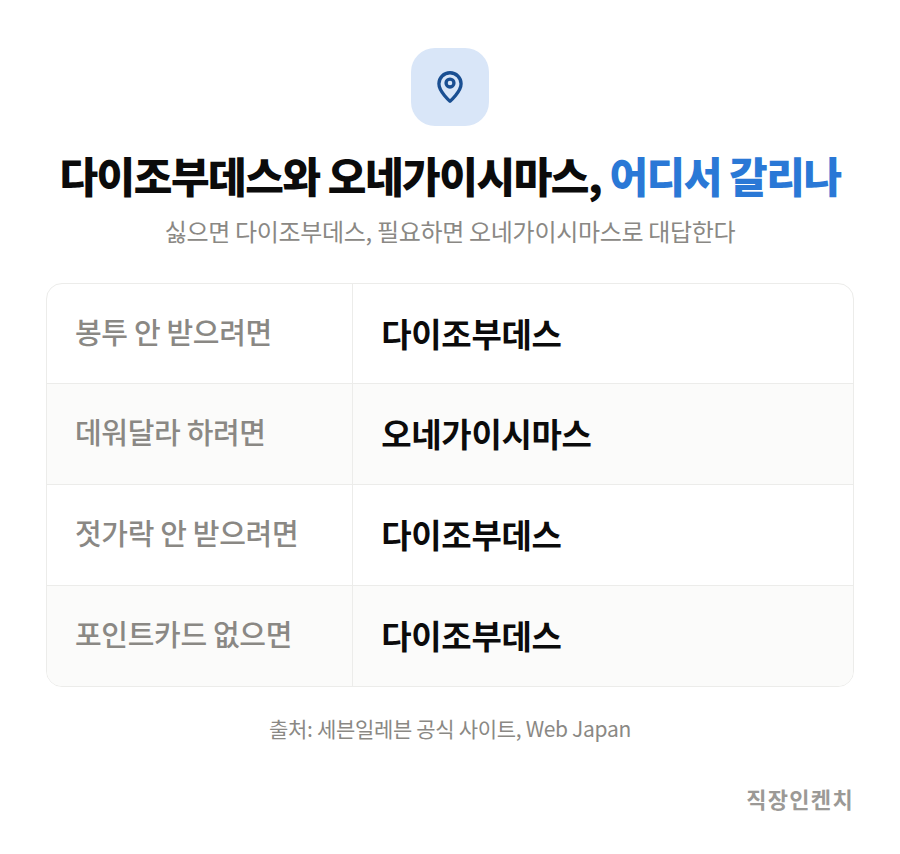 다이조부데스와 오네가이시마스, 어디서 갈리나
싫으면 다이조부데스, 필요하면 오네가이시마스로 대답한다
봉투 안 받으려면
다이조부데스
데워달라 하려면
오네가이시마스
젓가락 안 받으려면
다이조부데스
포인트카드 없으면
다이조부데스
출처: 세븐일레븐 공식 사이트, Web Japan
직장인켄치